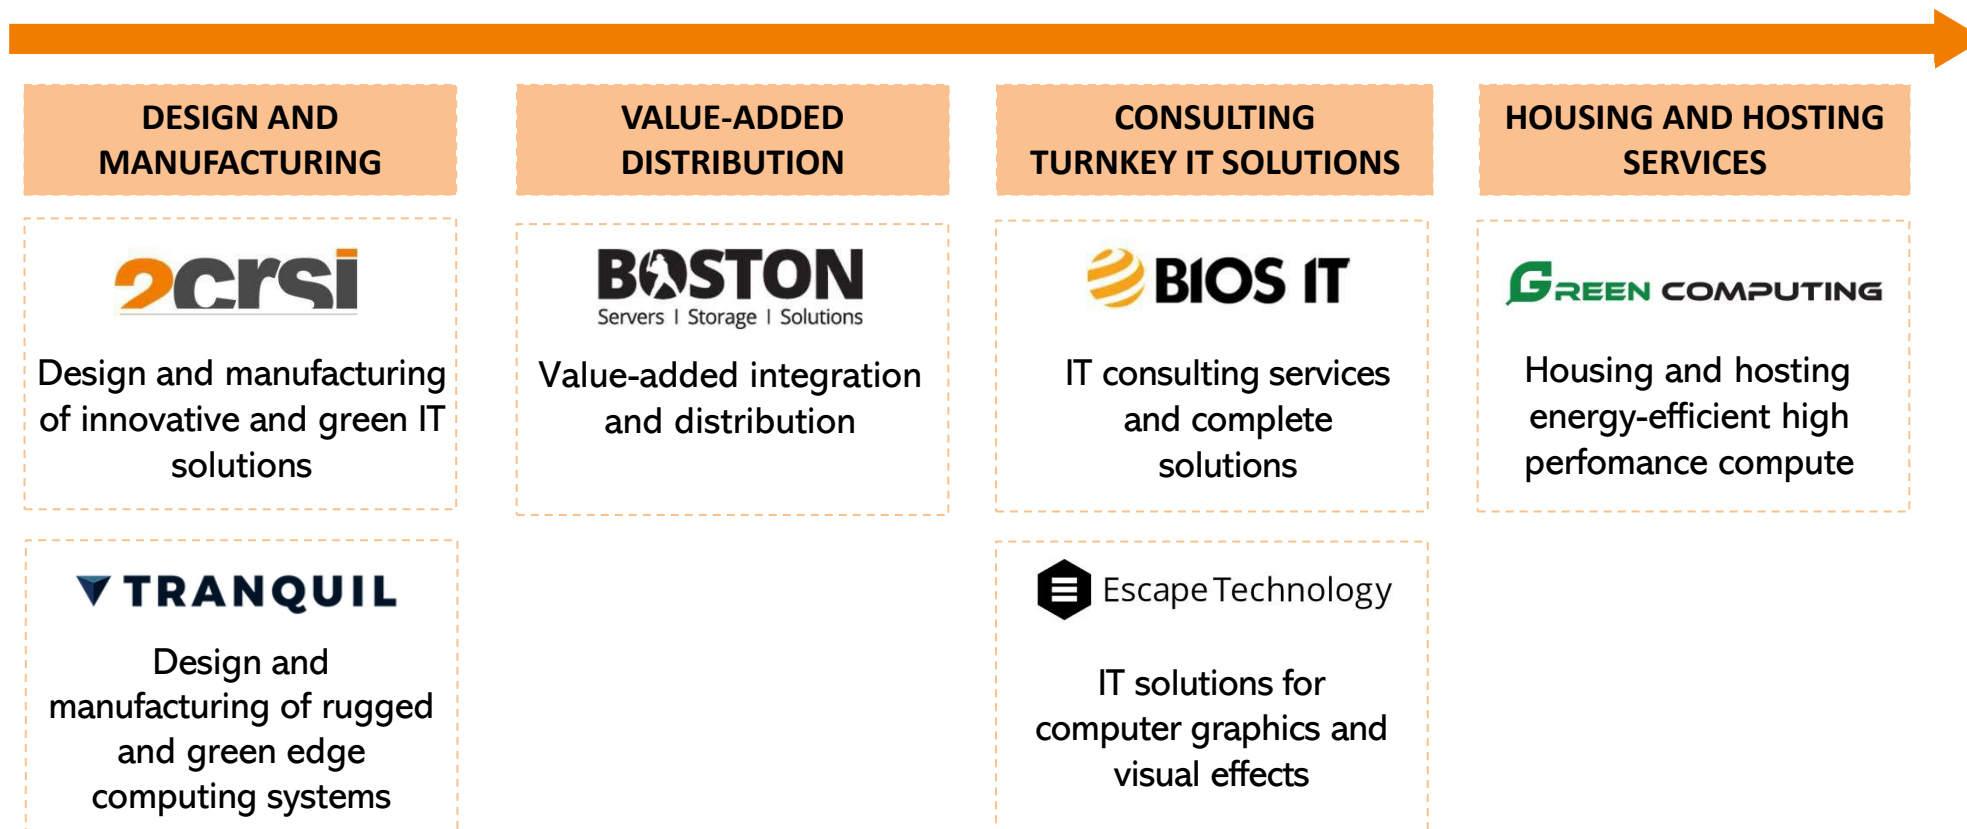 DESIGN AND
MANUFACTURING
2crsi
Design and manufacturing
of innovative and green IT
solutions
TRANQUIL
Design and
manufacturing of rugged
and green edge
computing systems
VALUE-ADDED
DISTRIBUTION
BOSTON
Servers | Storage | Solutions
Value-added integration
and distribution
CONSULTING
TURNKEY IT SOLUTIONS
BIOS IT
IT consulting services
and complete
solutions
Escape Technology
IT solutions for
computer graphics and
visual effects
HOUSING AND HOSTING
SERVICES
GREEN COMPUTING
Housing and hosting
energy-efficient high
perfomance compute